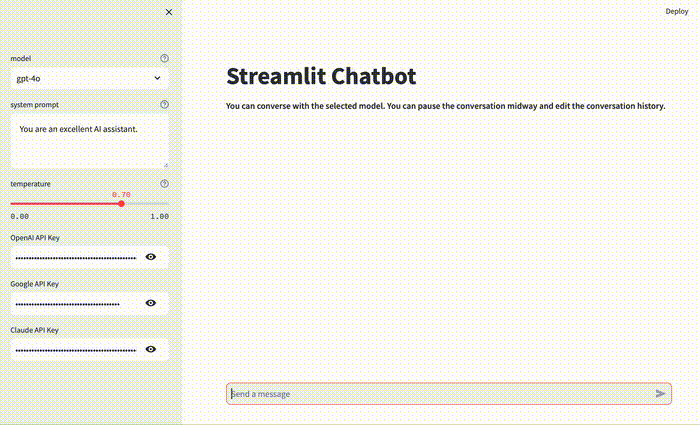 Deploy
model
gpt-4o
system prompt
You are an excellent AI assistant.
temperature
0.70
0.00 1.00
OpenAI API Key
Google API Key
Claude API Key
Streamlit Chatbot
You can converse with the selected model. You can pause the conversation midway and edit the conversation history.
Send a message